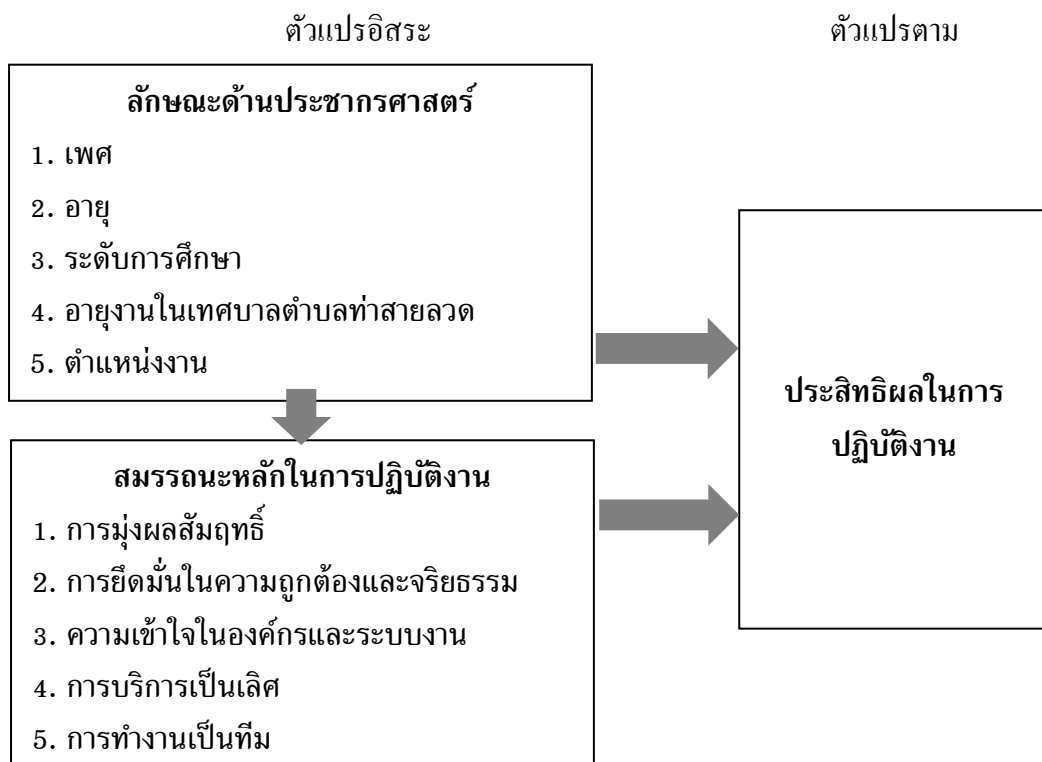 ตัวแปรอิสระ
ตัวแปรตาม
ลักษณะด้านประชากรศาสตร์
1. เพศ
2. อายุ
3. ระดับการศึกษา
4. อายุงานในเทศบาลตำบลท่าสายลวด
5. ตำแหน่งงาน
สมรรถนะหลักในการปฏิบัติงาน
1. การมุ่งผลสัมฤทธิ์
2. การยึดมั่นในความถูกต้องและจริยธรรม
3. ความเข้าใจในองค์กรและระบบงาน
4. การบริการเป็นเลิศ
5. การทำงานเป็นทีม
ประสิทธิผลในการ
ปฏิบัติงาน